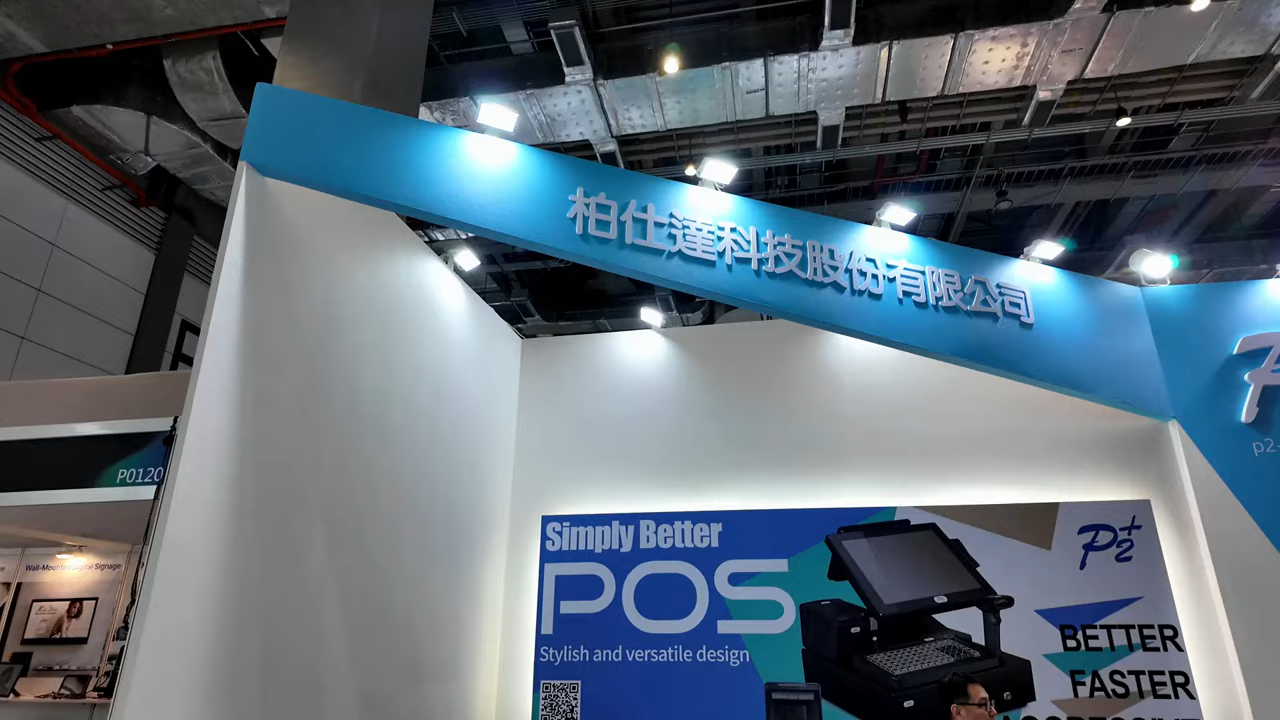 柏仕達科技股份有限公司
P0120
Wall-Mounted Digital Signage
Simply Better
POS
Stylish and versatile design
P2+
BETTER
FASTER